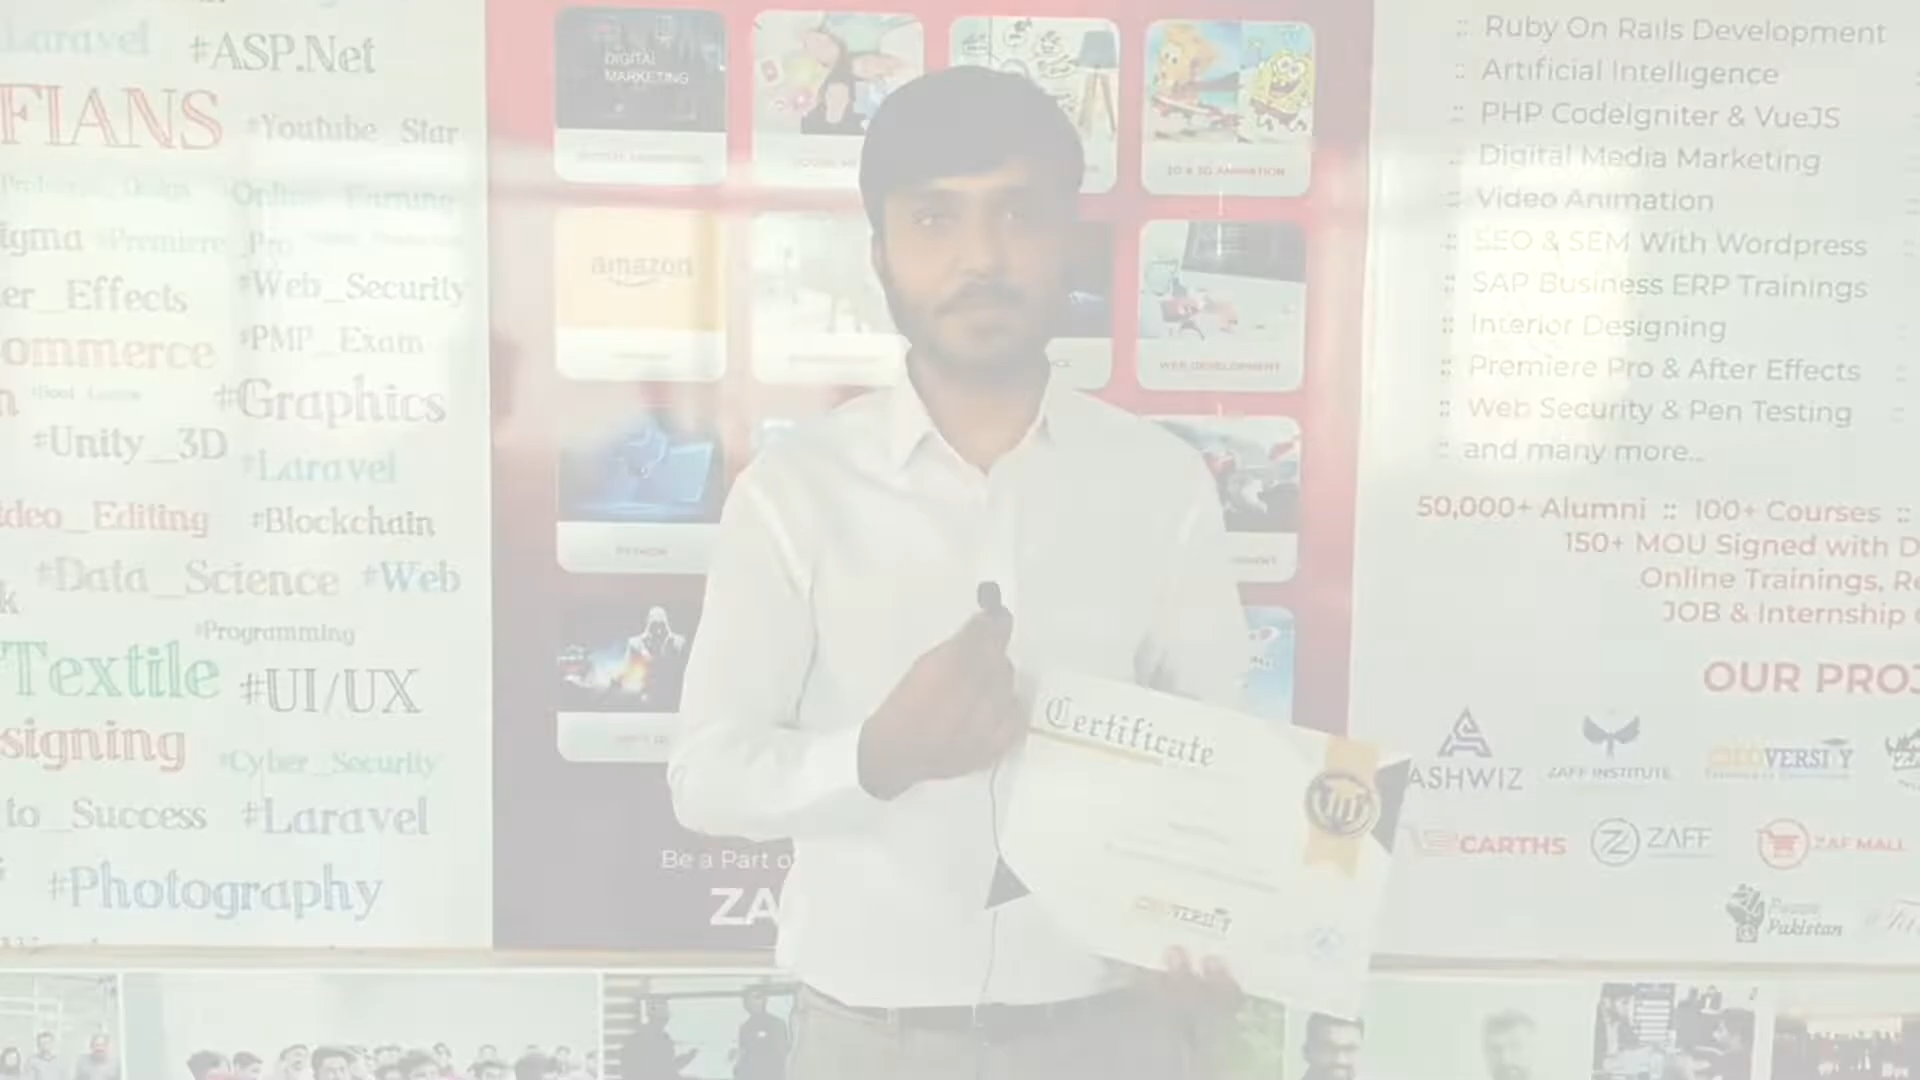 Laravel
#ASP.Net
FIANS
#Youtube_Star
igma
#Premiere_Pro
er_Effects
#Web_Security
ommerce
#PMP_Exam
n
#Graphics
#Unity_3D
#Laravel
ideo_Editing
#Blockchain
#Data_Science
#Web
k
#Programming
#Textile
#UI/UX
signing
#Cyber_Security
to_Success
#Laravel
#Photography
DIGITAL
MARKETING
2D & 3D ANIMATION
amazon
WEB DEVELOPMENT
PYTHON
Be a Part o
ZA
Certificate
:: Ruby On Rails Development
:: Artificial Intelligence
:: PHP CodeIgniter & VueJS
:: Digital Media Marketing
:: Video Animation
:: SEO & SEM With Wordpress
:: SAP Business ERP Trainings
:: Interior Designing
:: Premiere Pro & After Effects
:: Web Security & Pen Testing
:: and many more...
50,000+ Alumni :: 100+ Courses ::
150+ MOU Signed with D
Online Trainings, Re
JOB & Internship
OUR PROJ
ASHWIZ
ZAFF INSTITUTE
VERSITY
CARTHS
ZAFF
ZAF MALL
Pakistan